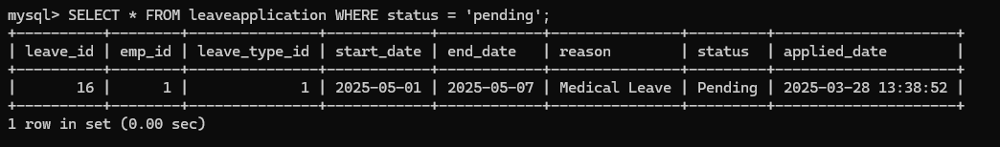 mysql> SELECT * FROM leaveapplication WHERE status = 'pending';
+----------+--------+---------------+------------+------------+---------------+---------+---------------------+
| leave_id | emp_id | leave_type_id | start_date | end_date   | reason        | status  | applied_date        |
+----------+--------+---------------+------------+------------+---------------+---------+---------------------+
|       16 |      1 |             1 | 2025-05-01 | 2025-05-07 | Medical Leave | Pending | 2025-03-28 13:38:52 |
+----------+--------+---------------+------------+------------+---------------+---------+---------------------+
1 row in set (0.00 sec)